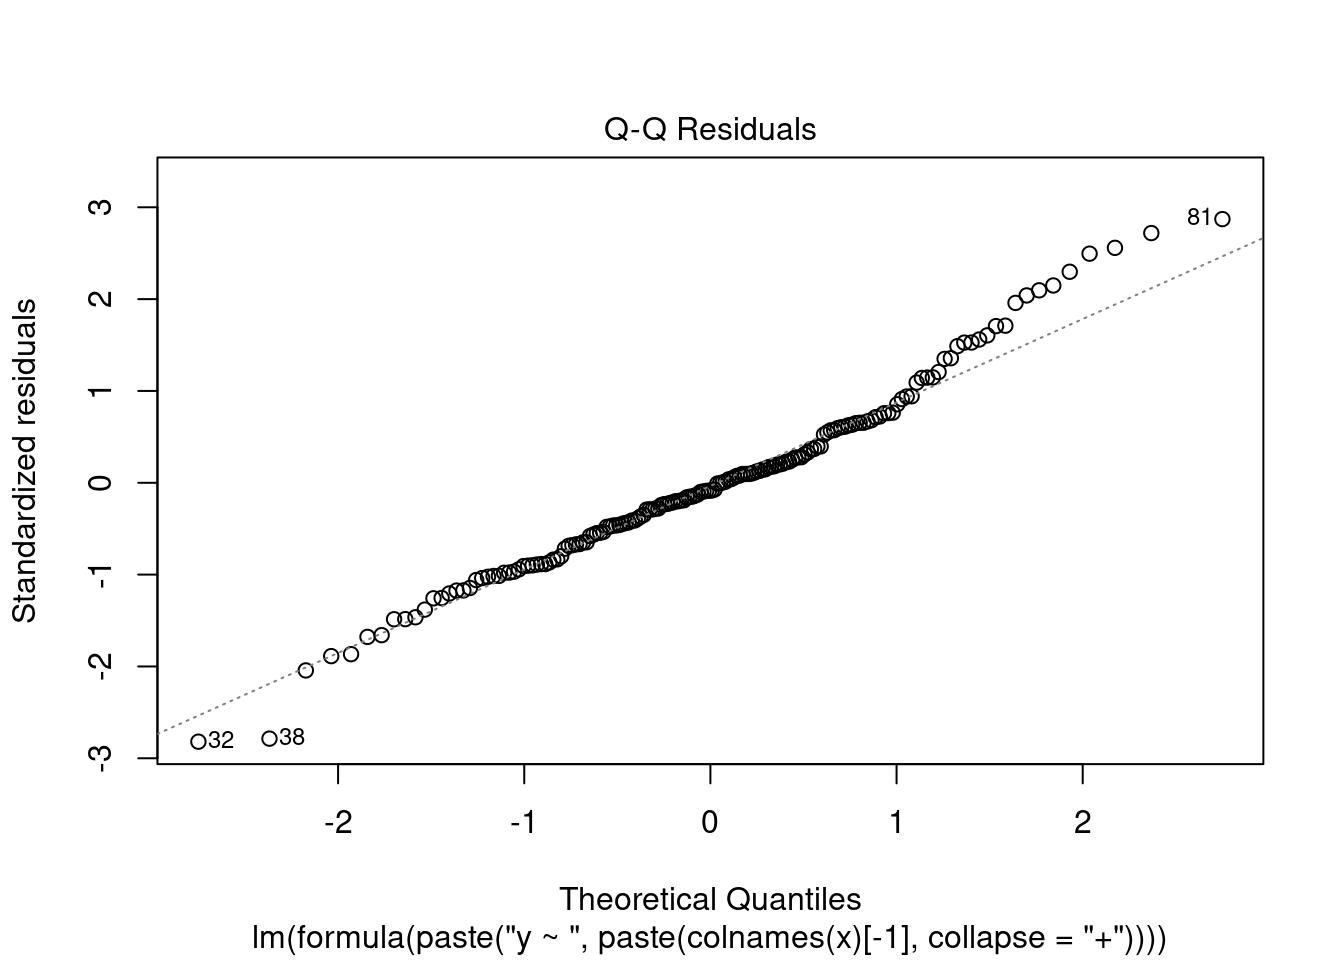 Q-Q Residuals
Standardized residuals
3
2
1
0
-1
-2
-3
81
32
38
-2 -1 0 1 2
Theoretical Quantiles
lm(formula(paste("y ~ ", paste(colnames(x)[-1], collapse = "+"))))